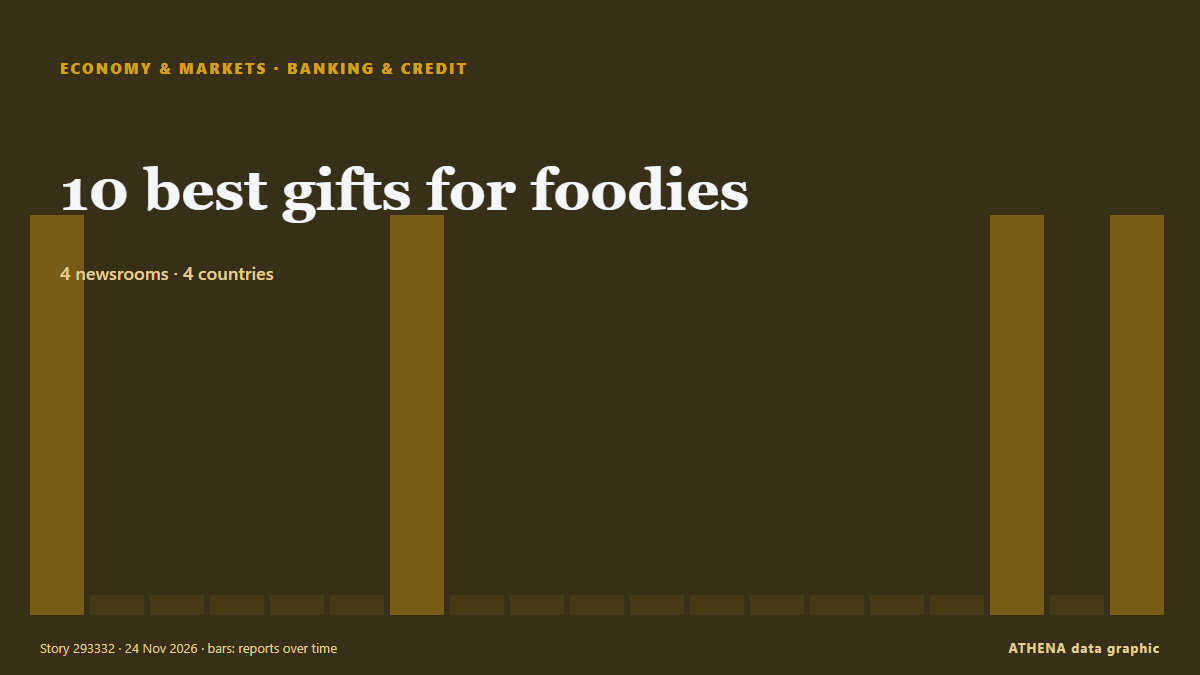 ECONOMY & MARKETS · BANKING & CREDIT
10 best gifts for foodies
4 newsrooms · 4 countries
Story 293332 · 24 Nov 2026 · bars: reports over time
ATHENA data graphic